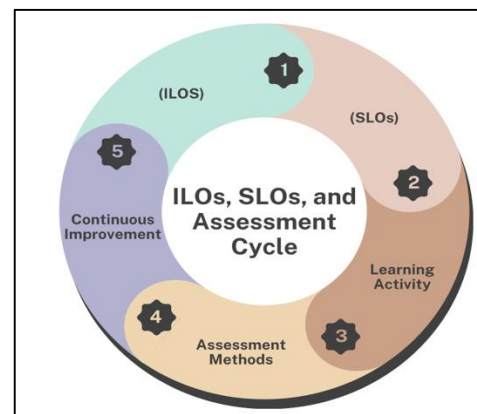 ILOs, SLOs, and
Assessment
Cycle
1
(ILOS)
(SLOs)
2
Learning
Activity
3
Assessment
Methods
4
Continuous
Improvement
5